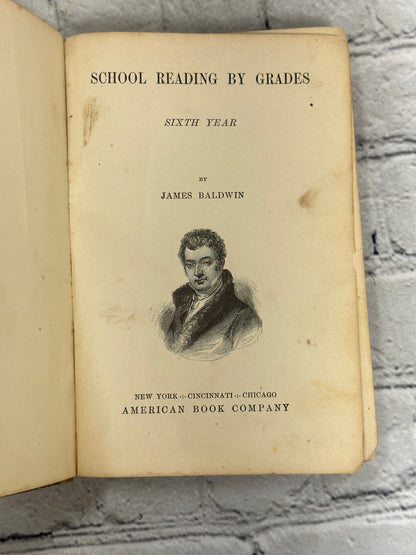 SCHOOL READING BY GRADES
SIXTH YEAR
BY
JAMES BALDWIN
NEW YORK ·:· CINCINNATI ·:· CHICAGO
AMERICAN BOOK COMPANY